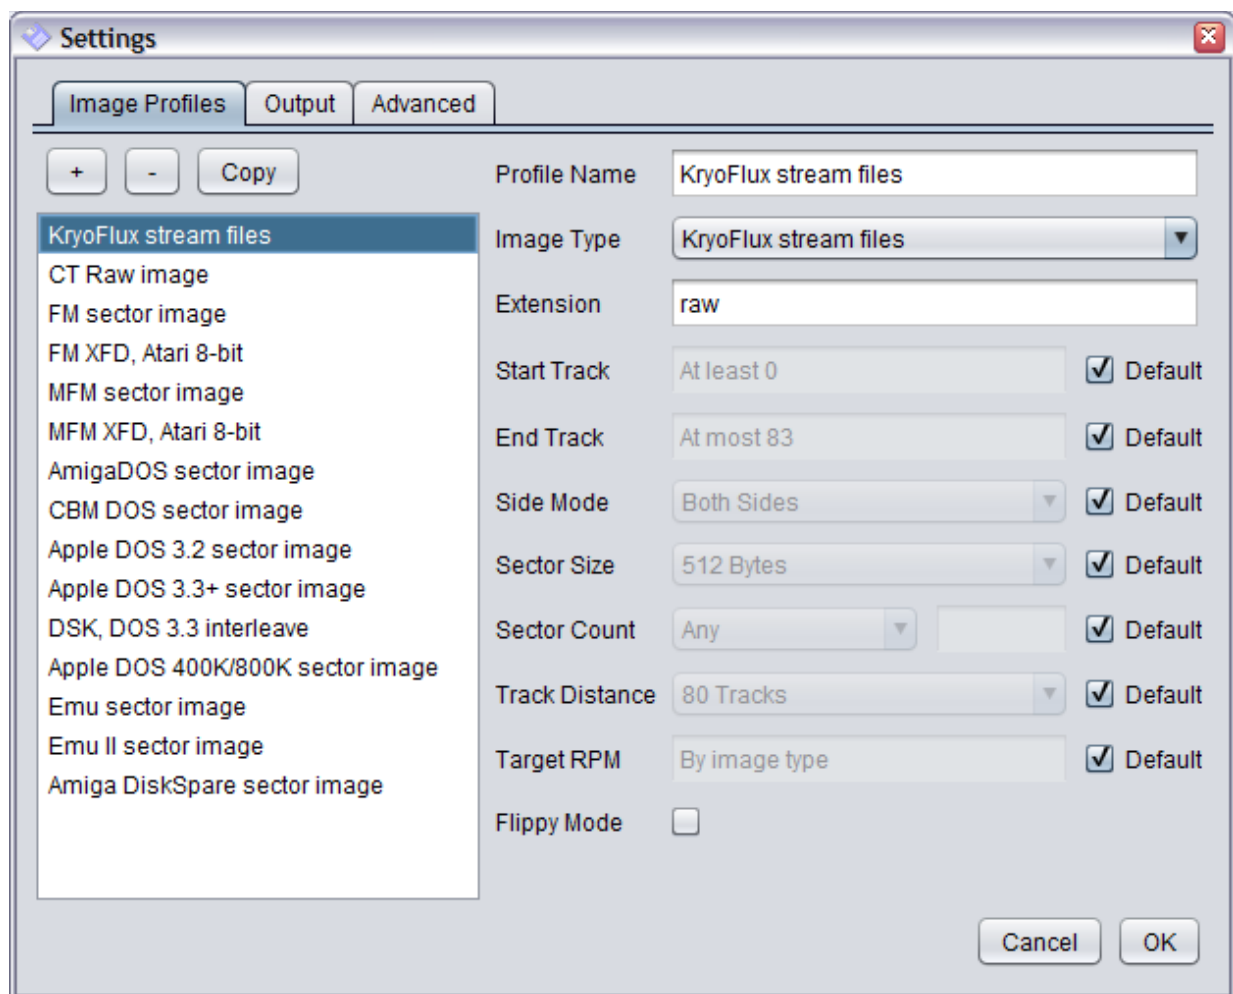 Settings
Image Profiles Output Advanced
+ - Copy
KryoFlux stream files
CT Raw image
FM sector image
FM XFD, Atari 8-bit
MFM sector image
MFM XFD, Atari 8-bit
AmigaDOS sector image
CBM DOS sector image
Apple DOS 3.2 sector image
Apple DOS 3.3+ sector image
DSK, DOS 3.3 interleave
Apple DOS 400K/800K sector image
Emu sector image
Emu II sector image
Amiga DiskSpare sector image
Profile Name KryoFlux stream files
Image Type KryoFlux stream files
Extension raw
Start Track At least 0 Default
End Track At most 83 Default
Side Mode Both Sides Default
Sector Size 512 Bytes Default
Sector Count Any Default
Track Distance 80 Tracks Default
Target RPM By image type Default
Flippy Mode
Cancel OK